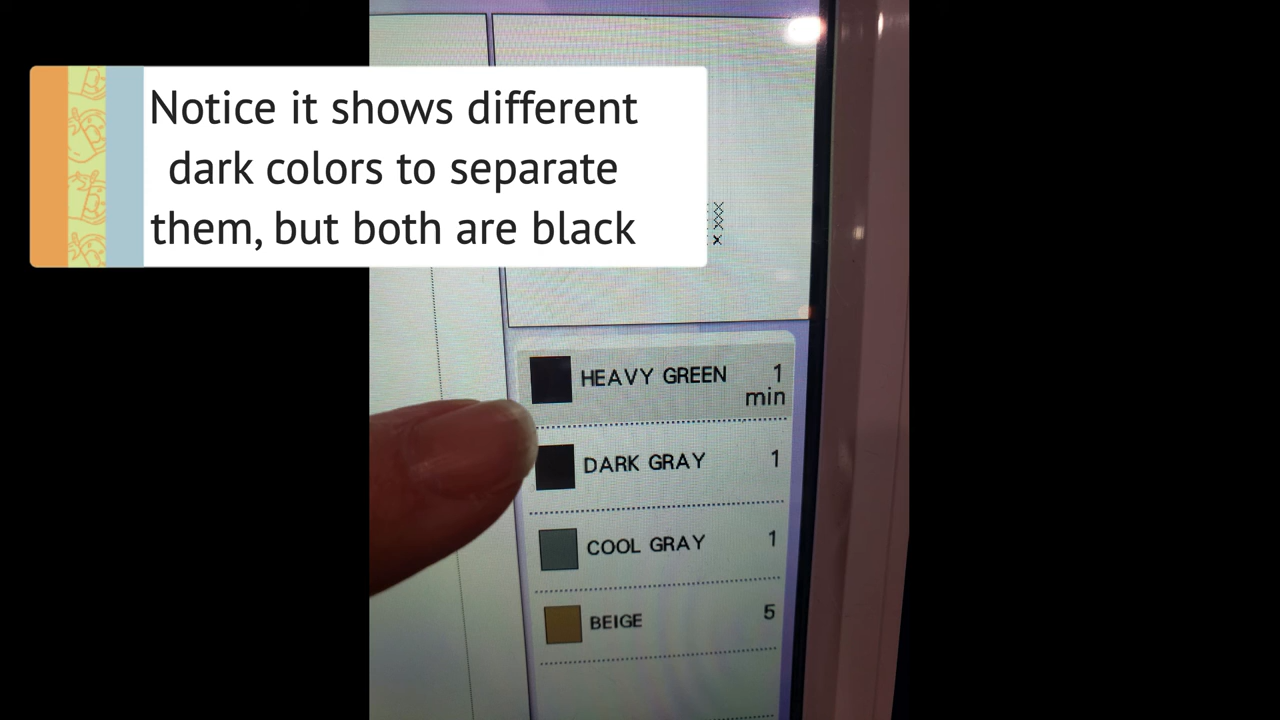 Notice it shows different
dark colors to separate
them, but both are black
HEAVY GREEN 1
min
DARK GRAY 1
COOL GRAY 1
BEIGE 5